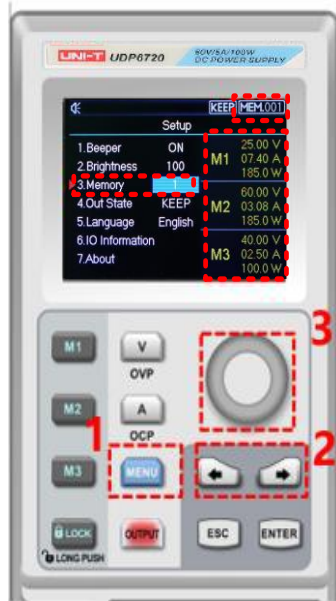 UNI-T UDP6720 60V/5A/100W
DC POWER SUPPLY
KEEP MEM.001
Setup
1.Beeper ON
2.Brightness 100
3.Memory 1
4.Out State KEEP
5.Language English
6.IO Information
7.About
M1 25.00 V
07.40 A
185.0 W
M2 60.00 V
03.08 A
185.0 W
M3 40.00 V
02.50 A
100.0 W
3
M1 V
OVP
M2 A
OCP
1 2
M3 MENU
LOCK OUTPUT ESC ENTER
LONG PUSH